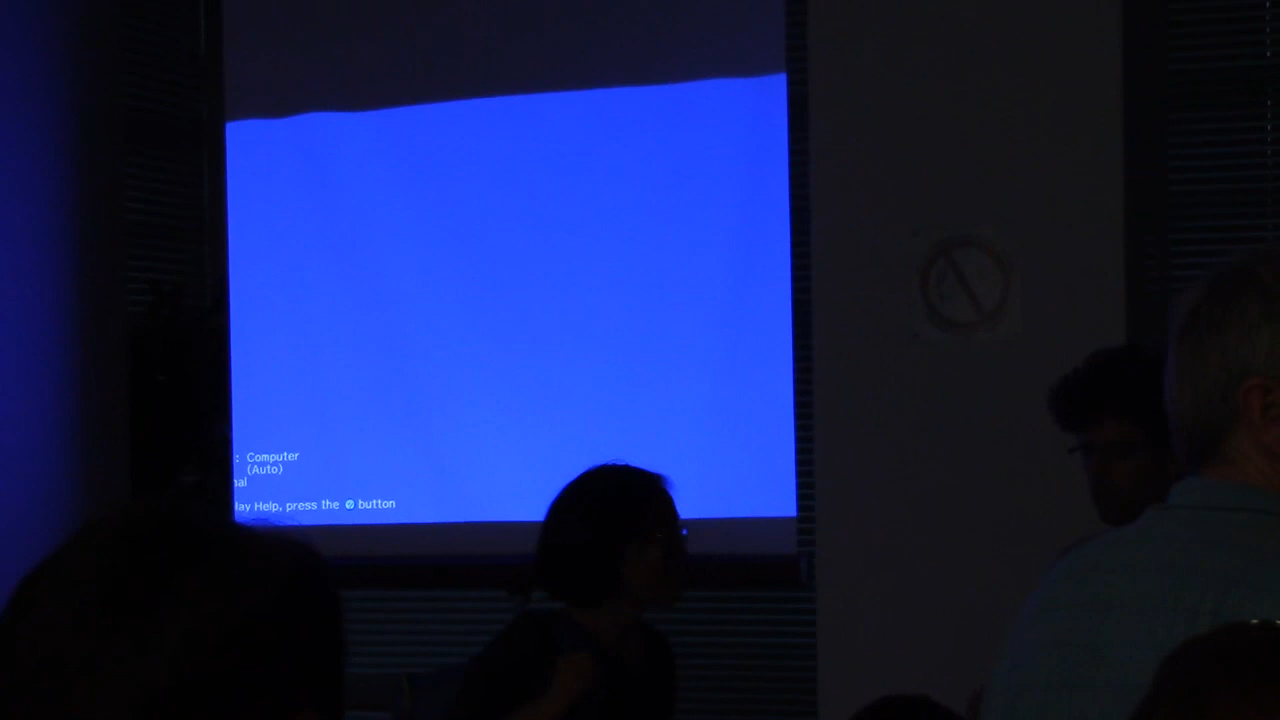 : Computer
(Auto)
nal
lay Help, press the button